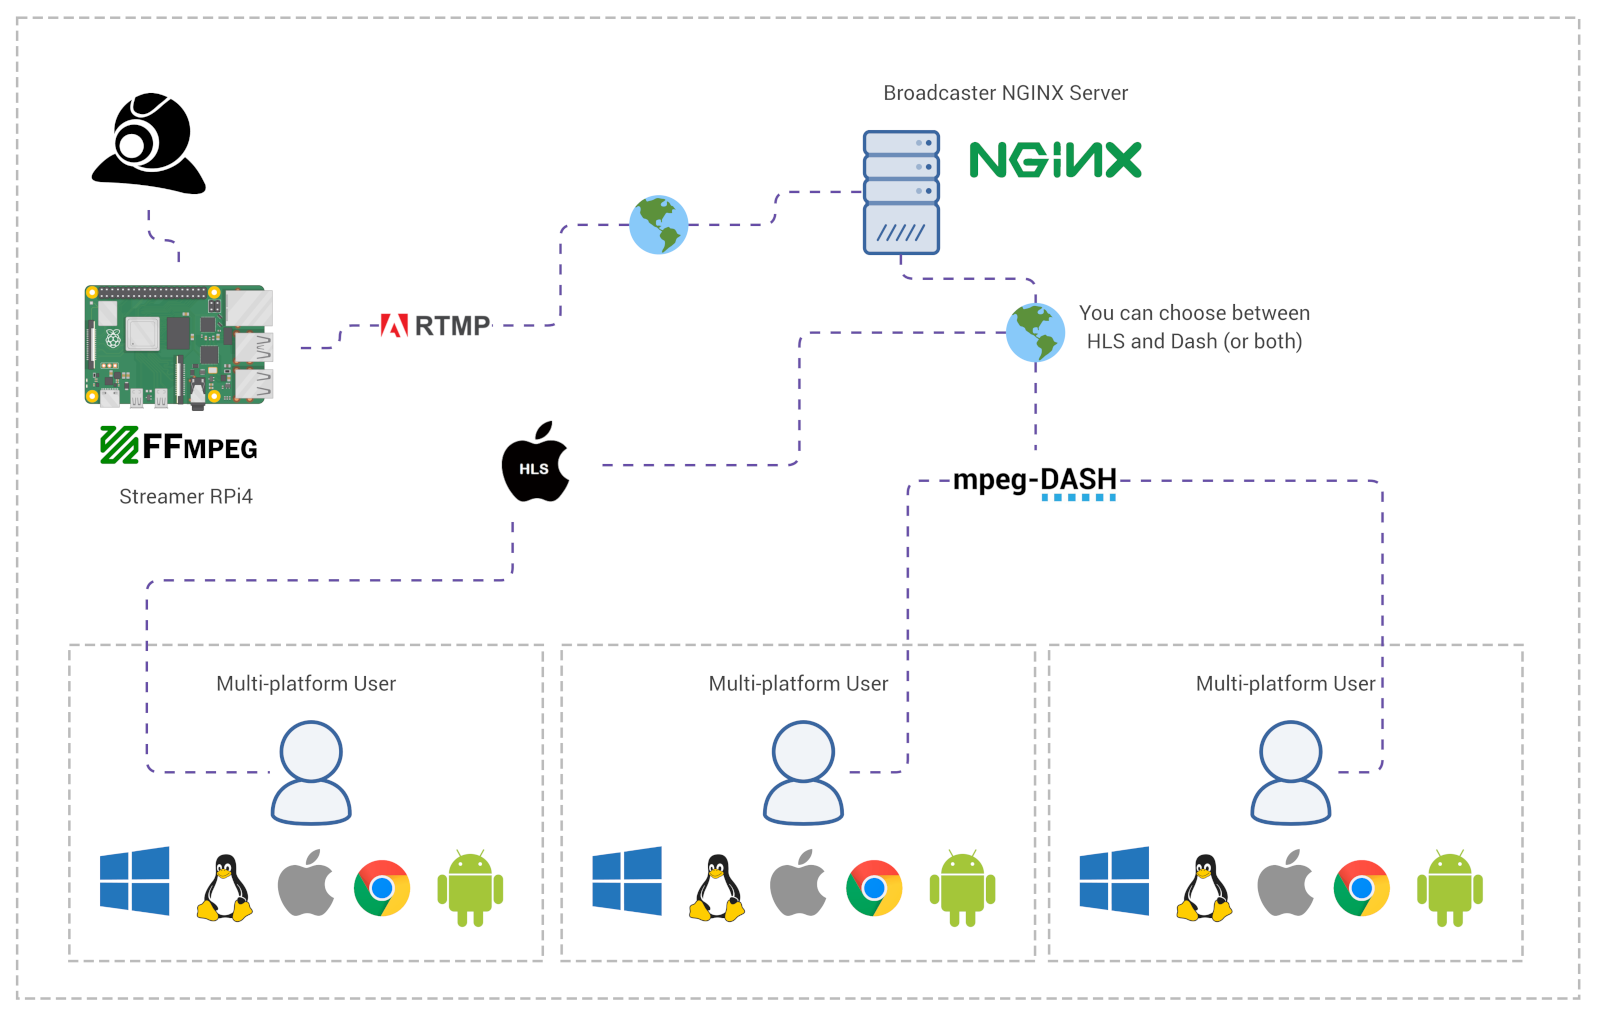 Broadcaster NGINX Server
NGiNX
You can choose between
HLS and Dash (or both)
RTMP
FFMPEG
Streamer RPi4
HLS
mpeg-DASH
Multi-platform User
Multi-platform User
Multi-platform User